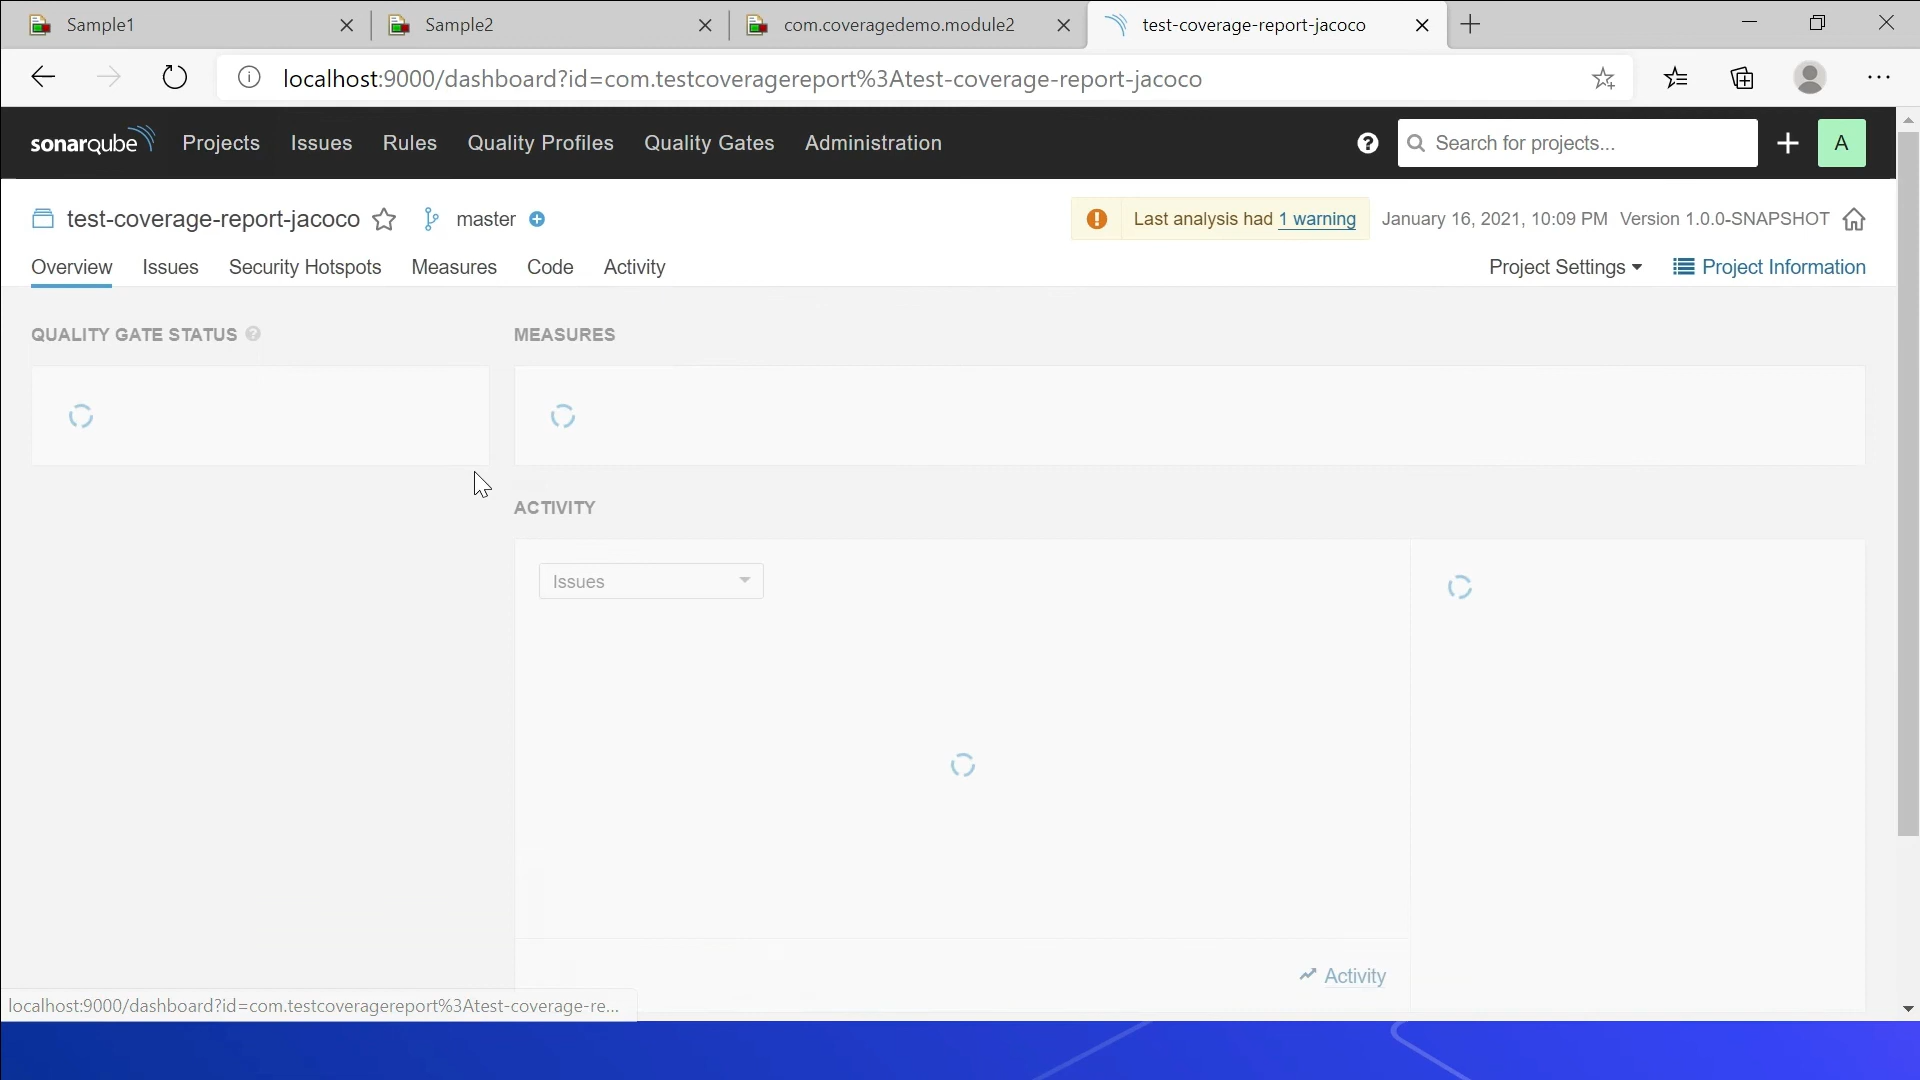 Sample1
Sample2
com.coveragedemo.module2
test-coverage-report-jacoco
localhost:9000/dashboard?id=com.testcoveragereport%3Atest-coverage-report-jacoco
sonarqube
Projects
Issues
Rules
Quality Profiles
Quality Gates
Administration
Search for projects...
A
test-coverage-report-jacoco
master
Last analysis had 1 warning
January 16, 2021, 10:09 PM
Version 1.0.0-SNAPSHOT
Overview
Issues
Security Hotspots
Measures
Code
Activity
Project Settings
Project Information
QUALITY GATE STATUS
MEASURES
ACTIVITY
Issues
Activity
localhost:9000/dashboard?id=com.testcoveragereport%3Atest-coverage-re...